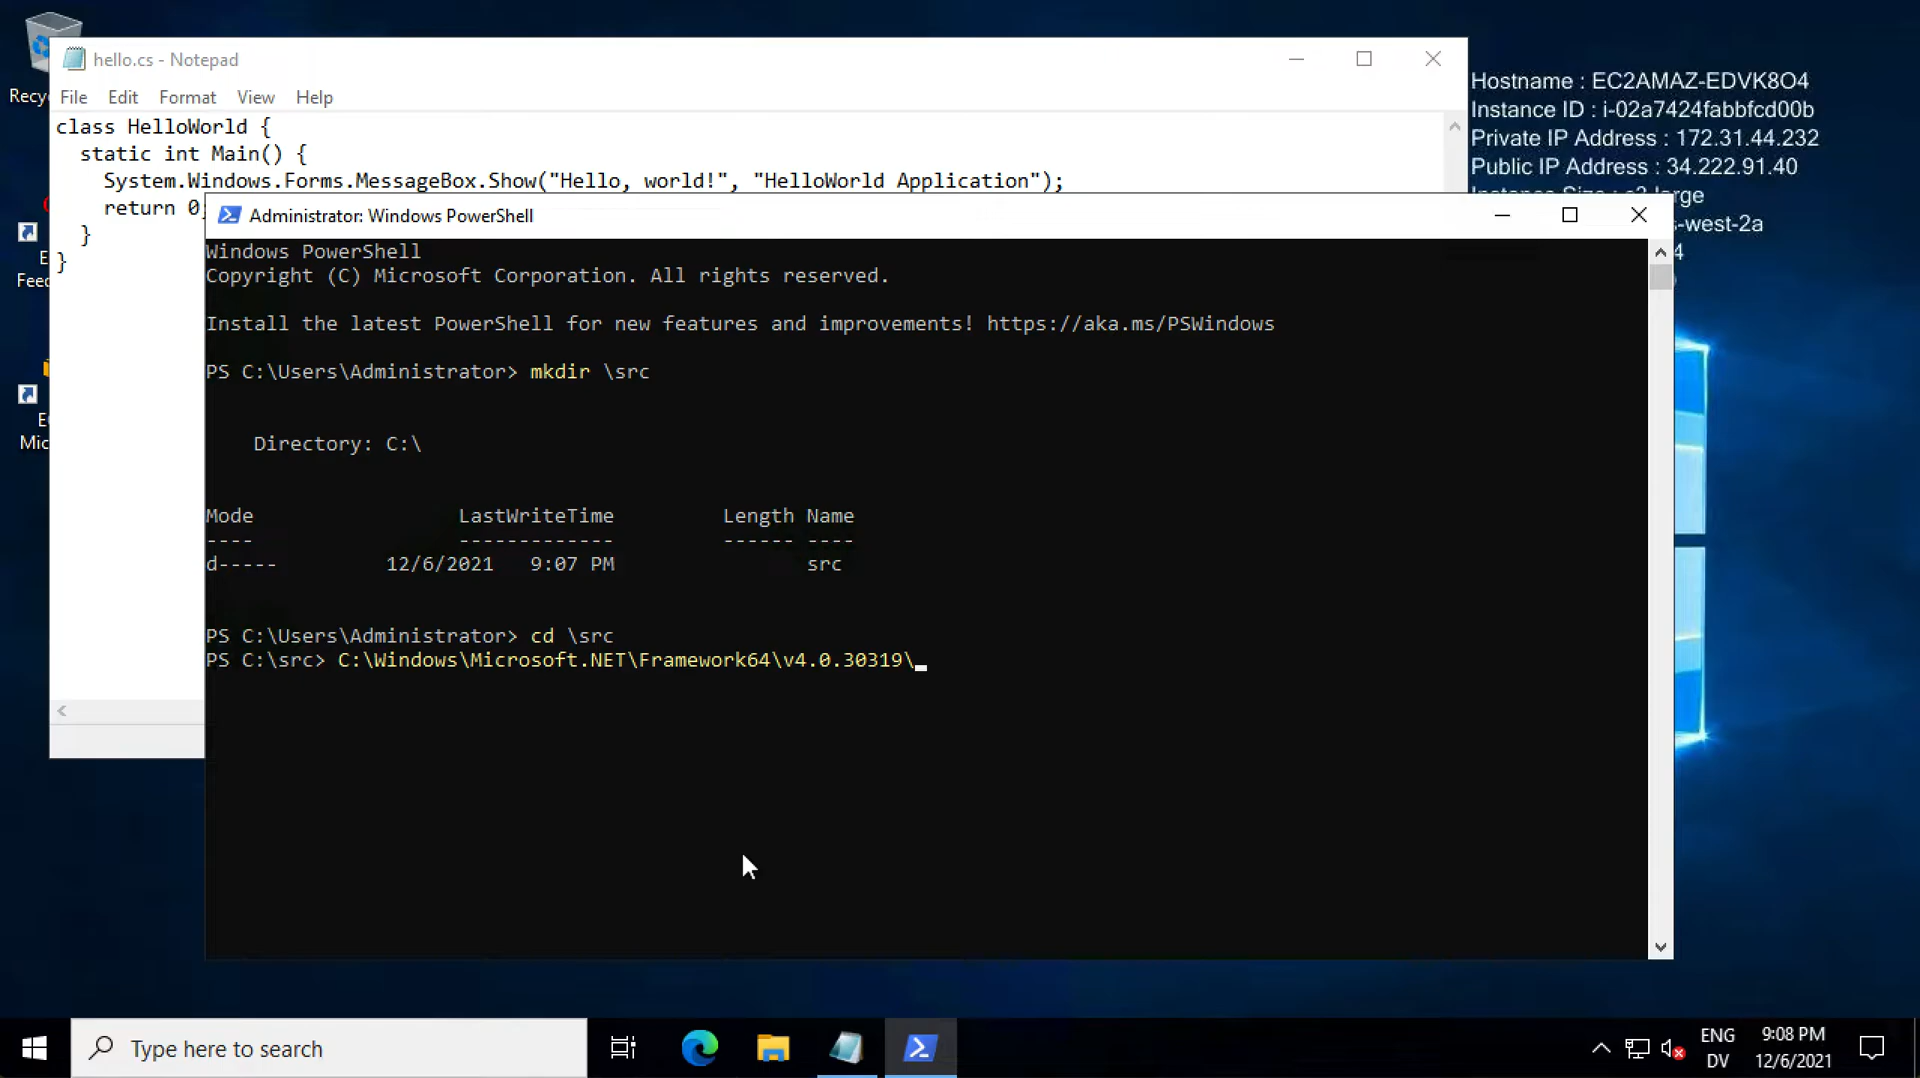 Recyc
hello.cs - Notepad
File Edit Format View Help
class HelloWorld {
  static int Main() {
    System.Windows.Forms.MessageBox.Show("Hello, world!", "HelloWorld Application");
    return 0;
  }
}
Hostname : EC2AMAZ-EDVK8O4
Instance ID : i-02a7424fabbfcd00b
Private IP Address : 172.31.44.232
Public IP Address : 34.222.91.40
rge
s-west-2a
4
E
Feed
E
Mic
Administrator: Windows PowerShell
Windows PowerShell
Copyright (C) Microsoft Corporation. All rights reserved.
Install the latest PowerShell for new features and improvements! https://aka.ms/PSWindows
PS C:\Users\Administrator> mkdir \src
    Directory: C:\
Mode                 LastWriteTime         Length Name
----                 -------------         ------ ----
d-----         12/6/2021   9:07 PM                src
PS C:\Users\Administrator> cd \src
PS C:\src> C:\Windows\Microsoft.NET\Framework64\v4.0.30319\
Type here to search
ENG
DV
9:08 PM
12/6/2021